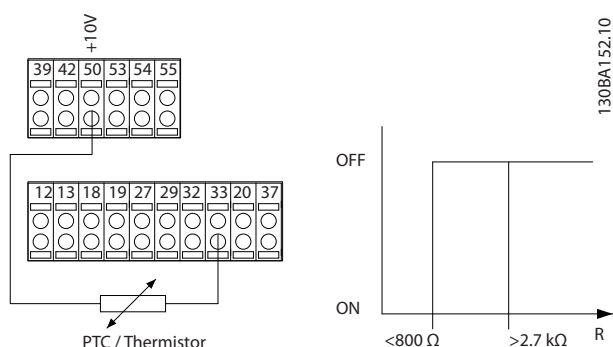 +10V
39 42 50 53 54 55
12 13 18 19 27 29 32 33 20 37
PTC / Thermistor
130BA152.10
OFF
ON
<800 Ω >2.7 kΩ R